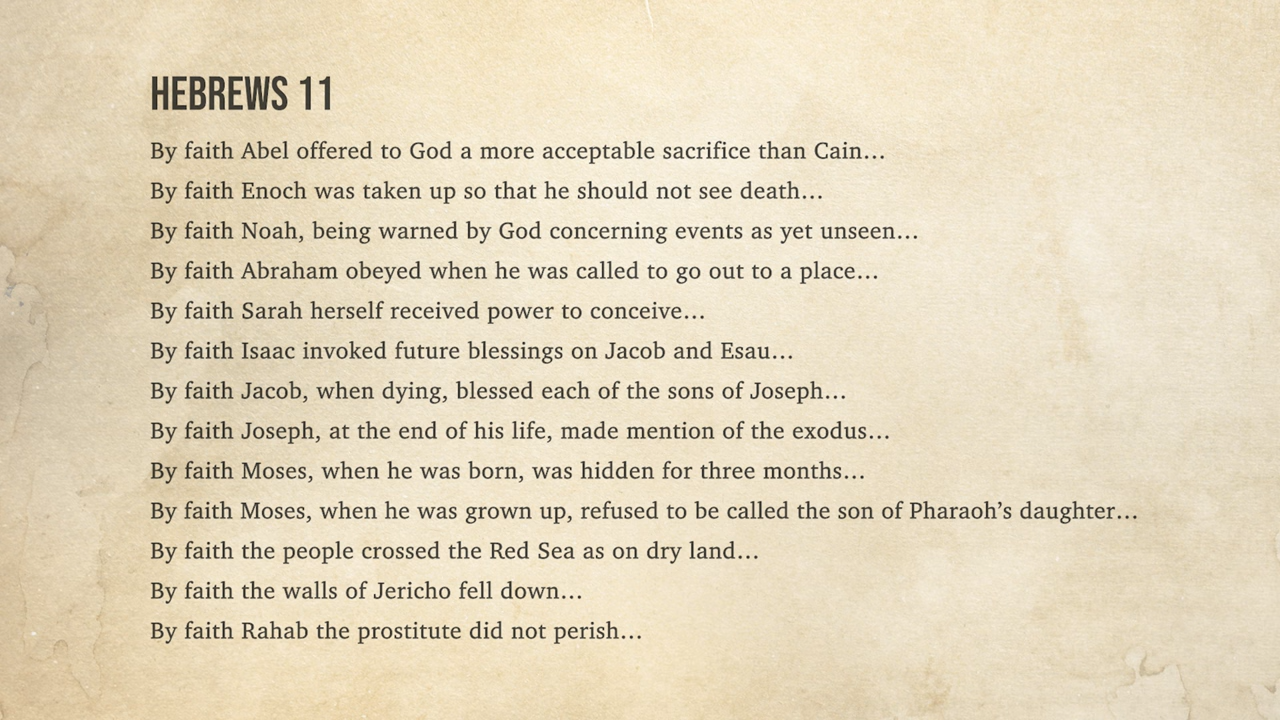 HEBREWS 11
By faith Abel offered to God a more acceptable sacrifice than Cain…
By faith Enoch was taken up so that he should not see death…
By faith Noah, being warned by God concerning events as yet unseen…
By faith Abraham obeyed when he was called to go out to a place…
By faith Sarah herself received power to conceive…
By faith Isaac invoked future blessings on Jacob and Esau…
By faith Jacob, when dying, blessed each of the sons of Joseph…
By faith Joseph, at the end of his life, made mention of the exodus…
By faith Moses, when he was born, was hidden for three months…
By faith Moses, when he was grown up, refused to be called the son of Pharaoh’s daughter…
By faith the people crossed the Red Sea as on dry land…
By faith the walls of Jericho fell down…
By faith Rahab the prostitute did not perish…